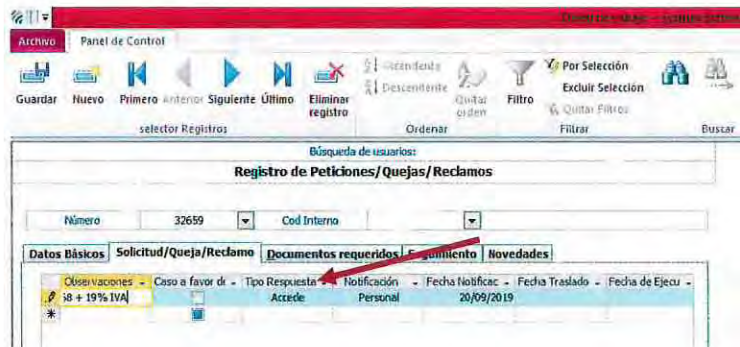 Archivo Panel de Control
Guardar Nuevo Primero Anterior Siguiente Último Eliminar registro
selector Registros
Ascendente
Descendente
Quitar orden
Ordenar
Filtro
Por Selección
Excluir Selección
Quitar Filtros
Filtrar
Buscar
Búsqueda de usuarios:
Registro de Peticiones/Quejas/Reclamos
Número 32659 Cod Interno
Datos Básicos Solicitud/Queja/Reclamo Documentos requeridos Seguimiento Novedades
Observaciones Caso a favor de Tipo Respuesta Notificación Fecha Notificac Fecha Traslado Fecha de Ejecu
58 + 19% IVA Accede Personal 20/09/2019